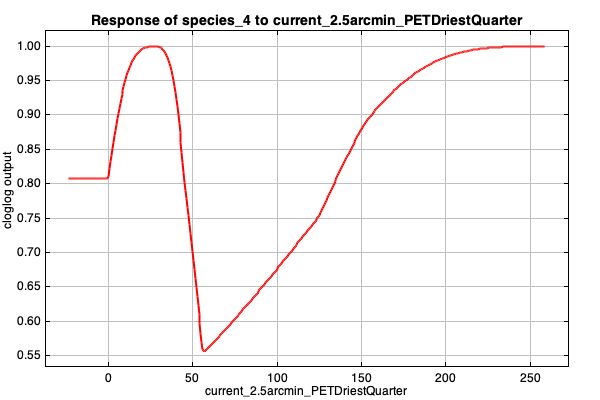 Response of species_4 to current_2.5arcmin_PETDriestQuarter
1.00
0.95
0.90
0.85
0.80
0.75
0.70
0.65
0.60
0.55
cloglog output
0 50 100 150 200 250
current_2.5arcmin_PETDriestQuarter